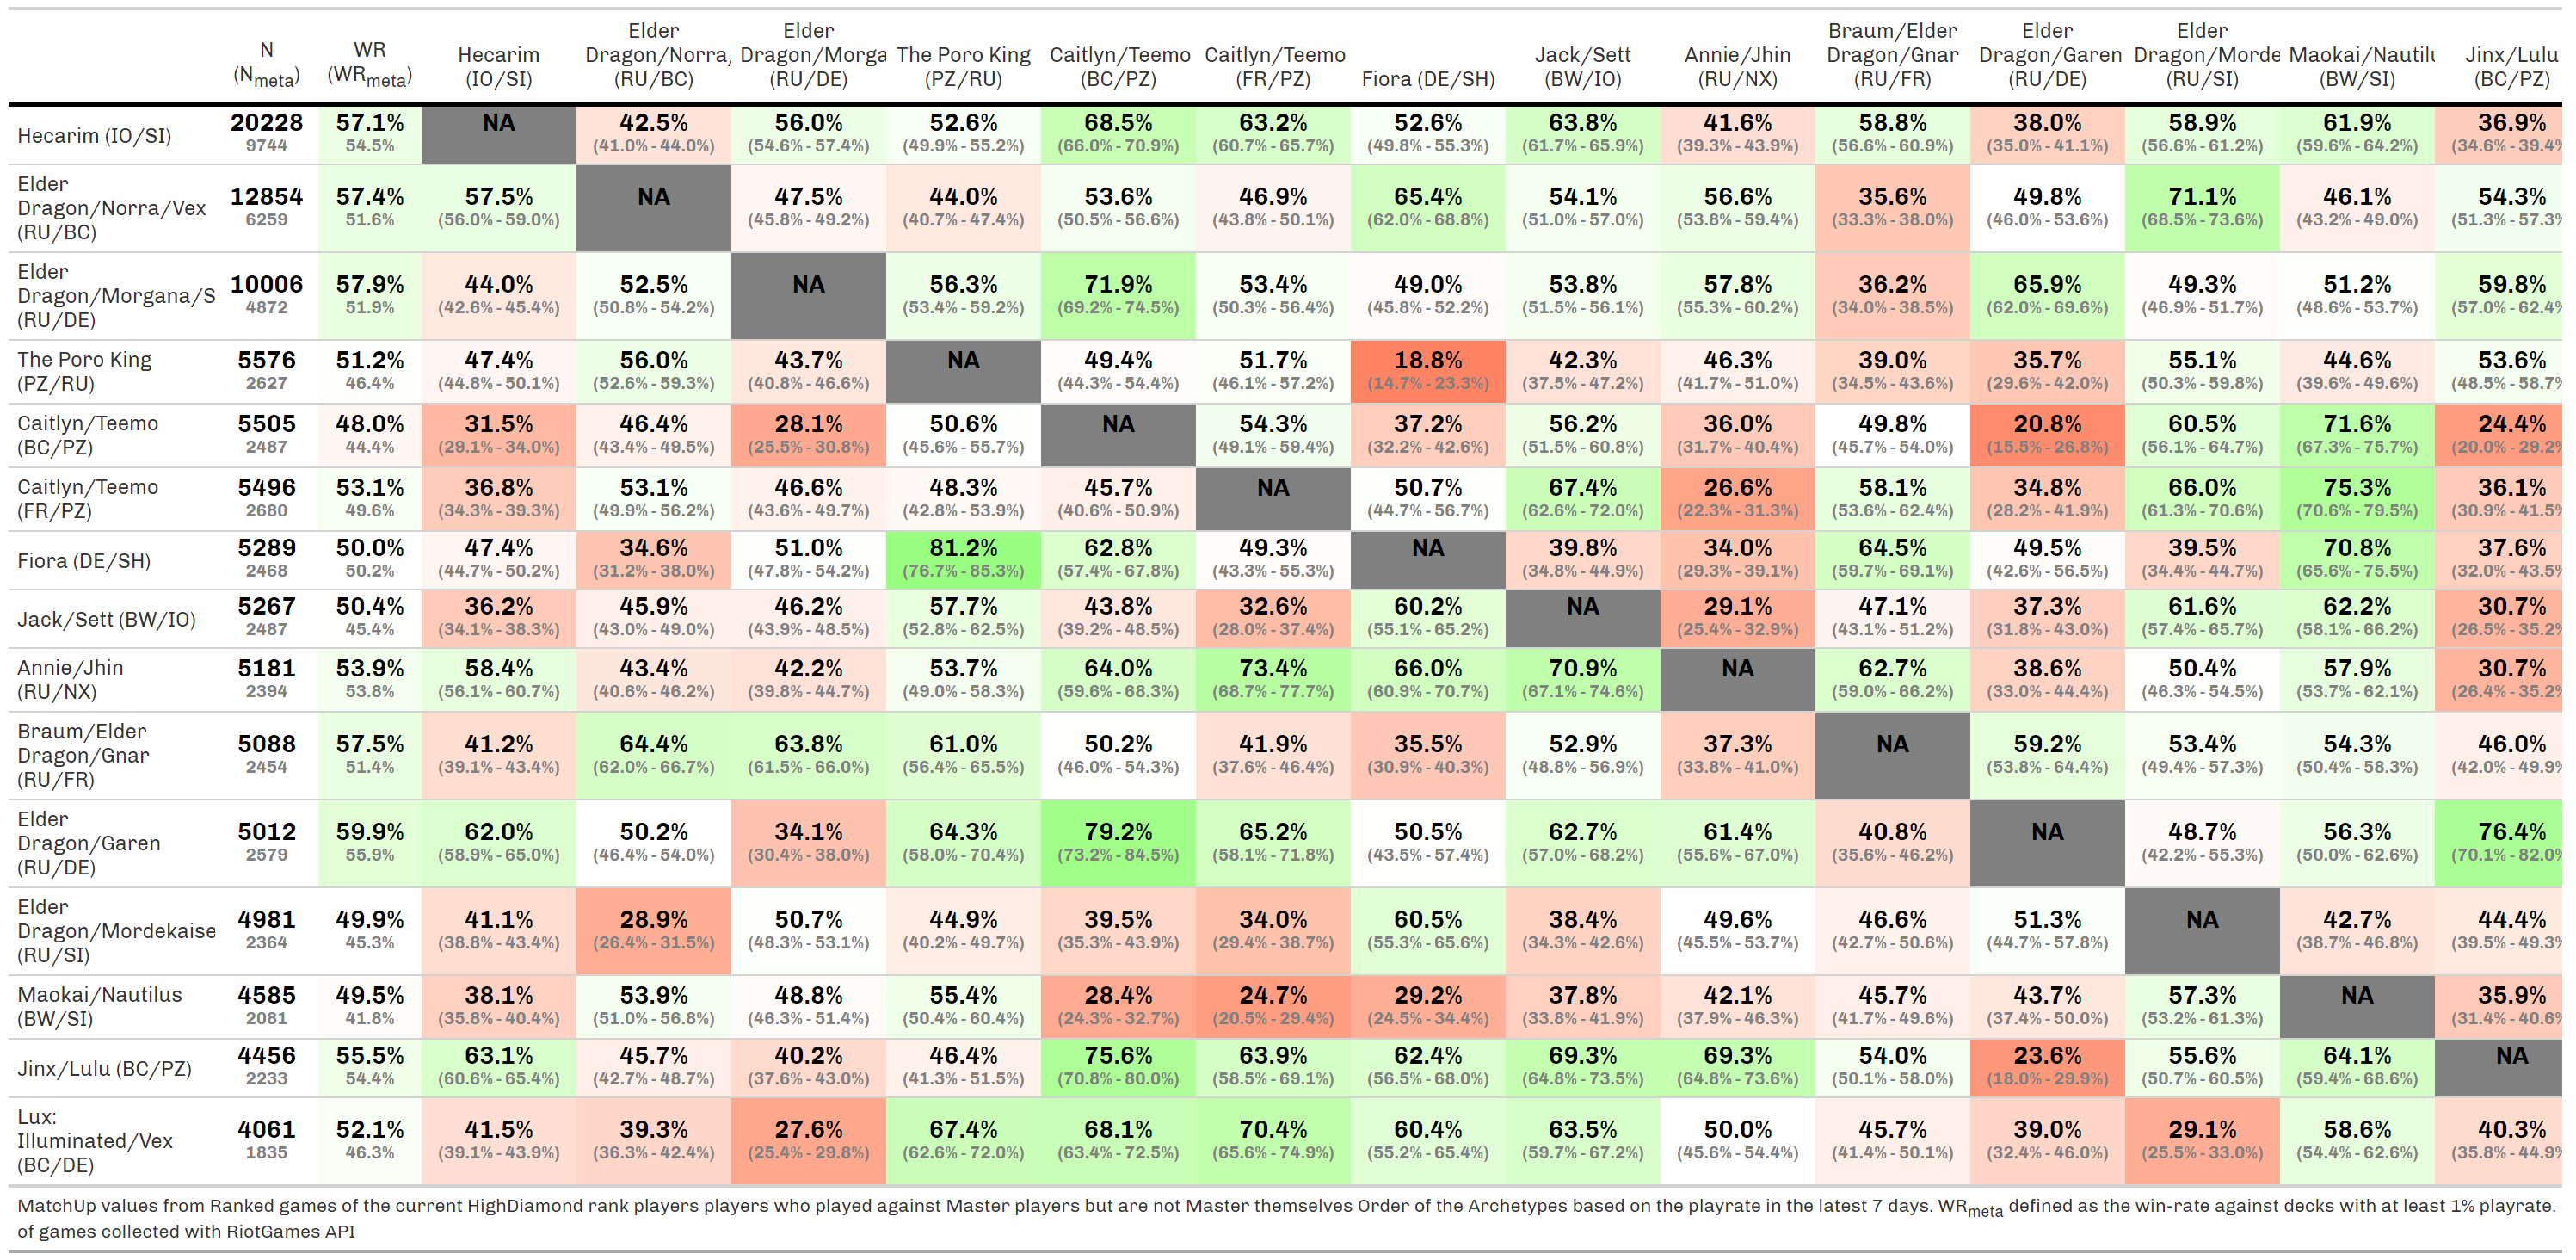 N (Nmeta) WR (WRmeta) Hecarim (IO/SI) Elder Dragon/Norra, (RU/BC) Elder Dragon/Morga (RU/DE) The Poro King (PZ/RU) Caitlyn/Teemo (BC/PZ) Caitlyn/Teemo (FR/PZ) Fiora (DE/SH) Jack/Sett (BW/IO) Annie/Jhin (RU/NX) Braum/Elder Dragon/Gnar (RU/FR) Elder Dragon/Garen (RU/DE) Elder Dragon/Morde (RU/SI) Maokai/Nautilu (BW/SI) Jinx/Lulu (BC/PZ)
Hecarim (IO/SI) 20228 57.1% NA 42.5% 56.0% 52.6% 68.5% 63.2% 52.6% 63.8% 41.6% 58.8% 38.0% 58.9% 61.9% 36.9%
9744 54.5% (41.0% - 44.0%) (54.6% - 57.4%) (49.9% - 55.2%) (66.0% - 70.9%) (60.7% - 65.7%) (49.8% - 55.3%) (61.7% - 65.9%) (39.3% - 43.9%) (56.6% - 60.9%) (35.0% - 41.1%) (56.6% - 61.2%) (59.6% - 64.2%) (34.6% - 39.4%
Elder Dragon/Norra/Vex (RU/BC) 12854 57.4% 57.5% NA 47.5% 44.0% 53.6% 46.9% 65.4% 54.1% 56.6% 35.6% 49.8% 71.1% 46.1% 54.3%
6259 51.6% (56.0% - 59.0%) (45.8% - 49.2%) (40.7% - 47.4%) (50.5% - 56.6%) (43.8% - 50.1%) (62.0% - 68.8%) (51.0% - 57.0%) (53.8% - 59.4%) (33.3% - 38.0%) (46.0% - 53.6%) (68.5% - 73.6%) (43.2% - 49.0%) (51.3% - 57.3%
Elder Dragon/Morgana/S (RU/DE) 10006 57.9% 44.0% 52.5% NA 56.3% 71.9% 53.4% 49.0% 53.8% 57.8% 36.2% 65.9% 49.3% 51.2% 59.8%
4872 51.9% (42.6% - 45.4%) (50.8% - 54.2%) (53.4% - 59.2%) (69.2% - 74.5%) (50.3% - 56.4%) (45.8% - 52.2%) (51.5% - 56.1%) (55.3% - 60.2%) (34.0% - 38.5%) (62.0% - 69.6%) (46.9% - 51.7%) (48.6% - 53.7%) (57.0% - 62.4%
The Poro King (PZ/RU) 5576 51.2% 47.4% 56.0% 43.7% NA 49.4% 51.7% 18.8% 42.3% 46.3% 39.0% 35.7% 55.1% 44.6% 53.6%
2627 46.4% (44.8% - 50.1%) (52.6% - 59.3%) (40.8% - 46.6%) (44.3% - 54.4%) (46.1% - 57.2%) (14.7% - 23.3%) (37.5% - 47.2%) (41.7% - 51.0%) (34.5% - 43.6%) (29.6% - 42.0%) (50.3% - 59.8%) (39.6% - 49.6%) (48.5% - 58.7%
Caitlyn/Teemo (BC/PZ) 5505 48.0% 31.5% 46.4% 28.1% 50.6% NA 54.3% 37.2% 56.2% 36.0% 49.8% 20.8% 60.5% 71.6% 24.4%
2487 44.4% (29.1% - 34.0%) (43.4% - 49.5%) (25.5% - 30.8%) (45.6% - 55.7%) (49.1% - 59.4%) (32.2% - 42.6%) (51.5% - 60.8%) (31.7% - 40.4%) (45.7% - 54.0%) (15.5% - 26.8%) (56.1% - 64.7%) (67.3% - 75.7%) (20.0% - 29.2%
Caitlyn/Teemo (FR/PZ) 5496 53.1% 36.8% 53.1% 46.6% 48.3% 45.7% NA 50.7% 67.4% 26.6% 58.1% 34.8% 66.0% 75.3% 36.1%
2680 49.6% (34.3% - 39.3%) (49.9% - 56.2%) (43.6% - 49.7%) (42.8% - 53.9%) (40.6% - 50.9%) (44.7% - 56.7%) (62.6% - 72.0%) (22.3% - 31.3%) (53.6% - 62.4%) (28.2% - 41.9%) (61.3% - 70.6%) (70.6% - 79.5%) (30.9% - 41.5%
Fiora (DE/SH) 5289 50.0% 47.4% 34.6% 51.0% 81.2% 62.8% 49.3% NA 39.8% 34.0% 64.5% 49.5% 39.5% 70.8% 37.6%
2468 50.2% (44.7% - 50.2%) (31.2% - 38.0%) (47.8% - 54.2%) (76.7% - 85.3%) (57.4% - 67.8%) (43.3% - 55.3%) (34.8% - 44.9%) (29.3% - 39.1%) (59.7% - 69.1%) (42.6% - 56.5%) (34.4% - 44.7%) (65.6% - 75.5%) (32.0% - 43.5%
Jack/Sett (BW/IO) 5267 50.4% 36.2% 45.9% 46.2% 57.7% 43.8% 32.6% 60.2% NA 29.1% 47.1% 37.3% 61.6% 62.2% 30.7%
2487 45.4% (34.1% - 38.3%) (43.0% - 49.0%) (43.9% - 48.5%) (52.8% - 62.5%) (39.2% - 48.5%) (28.0% - 37.4%) (55.1% - 65.2%) (25.4% - 32.9%) (43.1% - 51.2%) (31.8% - 43.0%) (57.4% - 65.7%) (58.1% - 66.2%) (26.5% - 35.2%
Annie/Jhin (RU/NX) 5181 53.9% 58.4% 43.4% 42.2% 53.7% 64.0% 73.4% 66.0% 70.9% NA 62.7% 38.6% 50.4% 57.9% 30.7%
2394 53.8% (56.1% - 60.7%) (40.6% - 46.2%) (39.8% - 44.7%) (49.0% - 58.3%) (59.6% - 68.3%) (68.7% - 77.7%) (60.9% - 70.7%) (67.1% - 74.6%) (59.0% - 66.2%) (33.0% - 44.4%) (46.3% - 54.5%) (53.7% - 62.1%) (26.4% - 35.2%
Braum/Elder Dragon/Gnar (RU/FR) 5088 57.5% 41.2% 64.4% 63.8% 61.0% 50.2% 41.9% 35.5% 52.9% 37.3% NA 59.2% 53.4% 54.3% 46.0%
2454 51.4% (39.1% - 43.4%) (62.0% - 66.7%) (61.5% - 66.0%) (56.4% - 65.5%) (46.0% - 54.3%) (37.6% - 46.4%) (30.9% - 40.3%) (48.8% - 56.9%) (33.8% - 41.0%) (53.8% - 64.4%) (49.4% - 57.3%) (50.4% - 58.3%) (42.0% - 49.9%
Elder Dragon/Garen (RU/DE) 5012 59.9% 62.0% 50.2% 34.1% 64.3% 79.2% 65.2% 50.5% 62.7% 61.4% 40.8% NA 48.7% 56.3% 76.4%
2579 55.9% (58.9% - 65.0%) (46.4% - 54.0%) (30.4% - 38.0%) (58.0% - 70.4%) (73.2% - 84.5%) (58.1% - 71.8%) (43.5% - 57.4%) (57.0% - 68.2%) (55.6% - 67.0%) (35.6% - 46.2%) (42.2% - 55.3%) (50.0% - 62.6%) (70.1% - 82.0%
Elder Dragon/Mordekaise (RU/SI) 4981 49.9% 41.1% 28.9% 50.7% 44.9% 39.5% 34.0% 60.5% 38.4% 49.6% 46.6% 51.3% NA 42.7% 44.4%
2364 45.3% (38.8% - 43.4%) (26.4% - 31.5%) (48.3% - 53.1%) (40.2% - 49.7%) (35.3% - 43.9%) (29.4% - 38.7%) (55.3% - 65.6%) (34.3% - 42.6%) (45.5% - 53.7%) (42.7% - 50.6%) (44.7% - 57.8%) (38.7% - 46.8%) (39.5% - 49.3%
Maokai/Nautilus (BW/SI) 4585 49.5% 38.1% 53.9% 48.8% 55.4% 28.4% 24.7% 29.2% 37.8% 42.1% 45.7% 43.7% 57.3% NA 35.9%
2081 41.8% (35.8% - 40.4%) (51.0% - 56.8%) (46.3% - 51.4%) (50.4% - 60.4%) (24.3% - 32.7%) (20.5% - 29.4%) (24.5% - 34.4%) (33.8% - 41.9%) (37.9% - 46.3%) (41.7% - 49.6%) (37.4% - 50.0%) (53.2% - 61.3%) (31.4% - 40.6%
Jinx/Lulu (BC/PZ) 4456 55.5% 63.1% 45.7% 40.2% 46.4% 75.6% 63.9% 62.4% 69.3% 69.3% 54.0% 23.6% 55.6% 64.1% NA
2233 54.4% (60.6% - 65.4%) (42.7% - 48.7%) (37.6% - 43.0%) (41.3% - 51.5%) (70.8% - 80.0%) (58.5% - 69.1%) (56.5% - 68.0%) (64.8% - 73.5%) (64.8% - 73.6%) (50.1% - 58.0%) (18.0% - 29.9%) (50.7% - 60.5%) (59.4% - 68.6%)
Lux: Illuminated/Vex (BC/DE) 4061 52.1% 41.5% 39.3% 27.6% 67.4% 68.1% 70.4% 60.4% 63.5% 50.0% 45.7% 39.0% 29.1% 58.6% 40.3%
1835 46.3% (39.1% - 43.9%) (36.3% - 42.4%) (25.4% - 29.8%) (62.6% - 72.0%) (63.4% - 72.5%) (65.6% - 74.9%) (55.2% - 65.4%) (59.7% - 67.2%) (45.6% - 54.4%) (41.4% - 50.1%) (32.4% - 46.0%) (25.5% - 33.0%) (54.4% - 62.6%) (35.8% - 44.9%
MatchUp values from Ranked games of the current HighDiamond rank players players who played against Master players but are not Master themselves Order of the Archetypes based on the playrate in the latest 7 days. WRmeta defined as the win-rate against decks with at least 1% playrate.
of games collected with RiotGames API